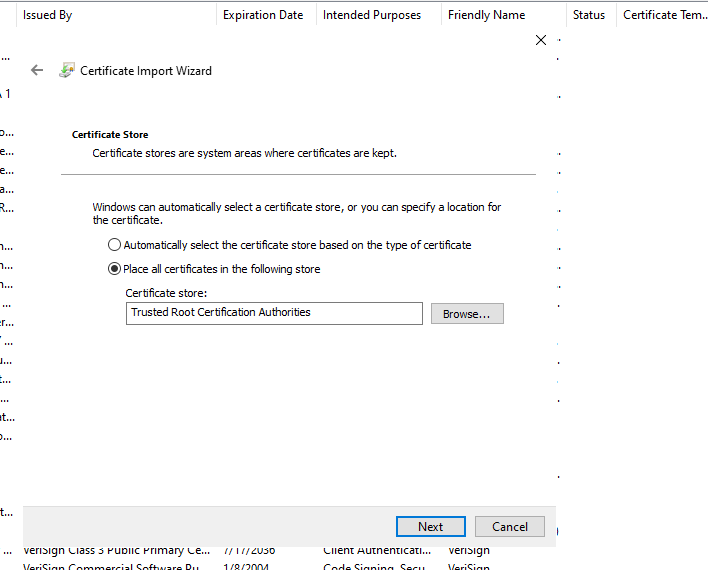 Issued By Expiration Date Intended Purposes Friendly Name Status Certificate Tem...
Certificate Import Wizard
Certificate Store
Certificate stores are system areas where certificates are kept.
Windows can automatically select a certificate store, or you can specify a location for
the certificate.
Automatically select the certificate store based on the type of certificate
Place all certificates in the following store
Certificate store:
Trusted Root Certification Authorities
Browse...
Next Cancel
VeriSign Class 3 Public Primary Ce... 7/17/2036 Client Authenticati... VeriSign
VeriSign Commercial Software Pu... 1/8/2004 Code Signing, Secu... VeriSign